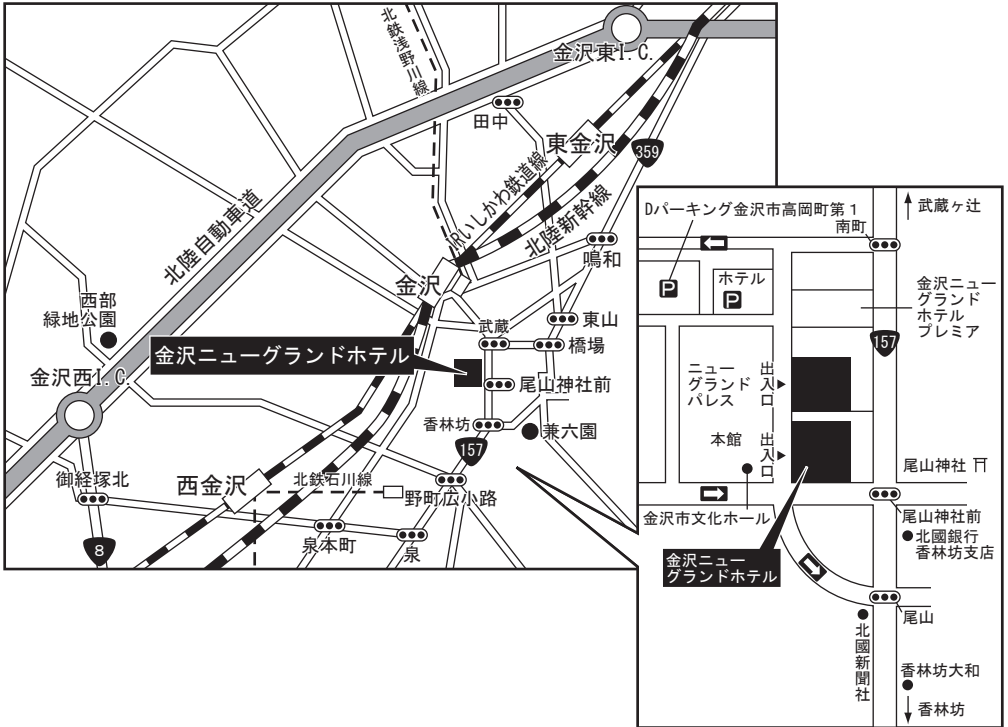 北鉄浅野川線
金沢東I.C.
田中
東金沢
359
IRいしかわ鉄道線
北陸新幹線
北陸自動車道
鳴和
金沢
西部
緑地公園
武蔵
東山
橋場
金沢ニューグランドホテル
尾山神社前
金沢西I.C.
香林坊
兼六園
157
御経塚北
西金沢
北鉄石川線
野町広小路
8
泉本町
泉
武蔵ヶ辻
Dパーキング金沢市高岡町第1
南町
P
ホテル
P
金沢ニュー
グランド
ホテル
プレミア
157
ニュー
グランド
パレス
出入口
本館
出入口
尾山神社
金沢市文化ホール
尾山神社前
北國銀行
香林坊支店
金沢ニュー
グランドホテル
尾山
北國新聞社
香林坊大和
香林坊